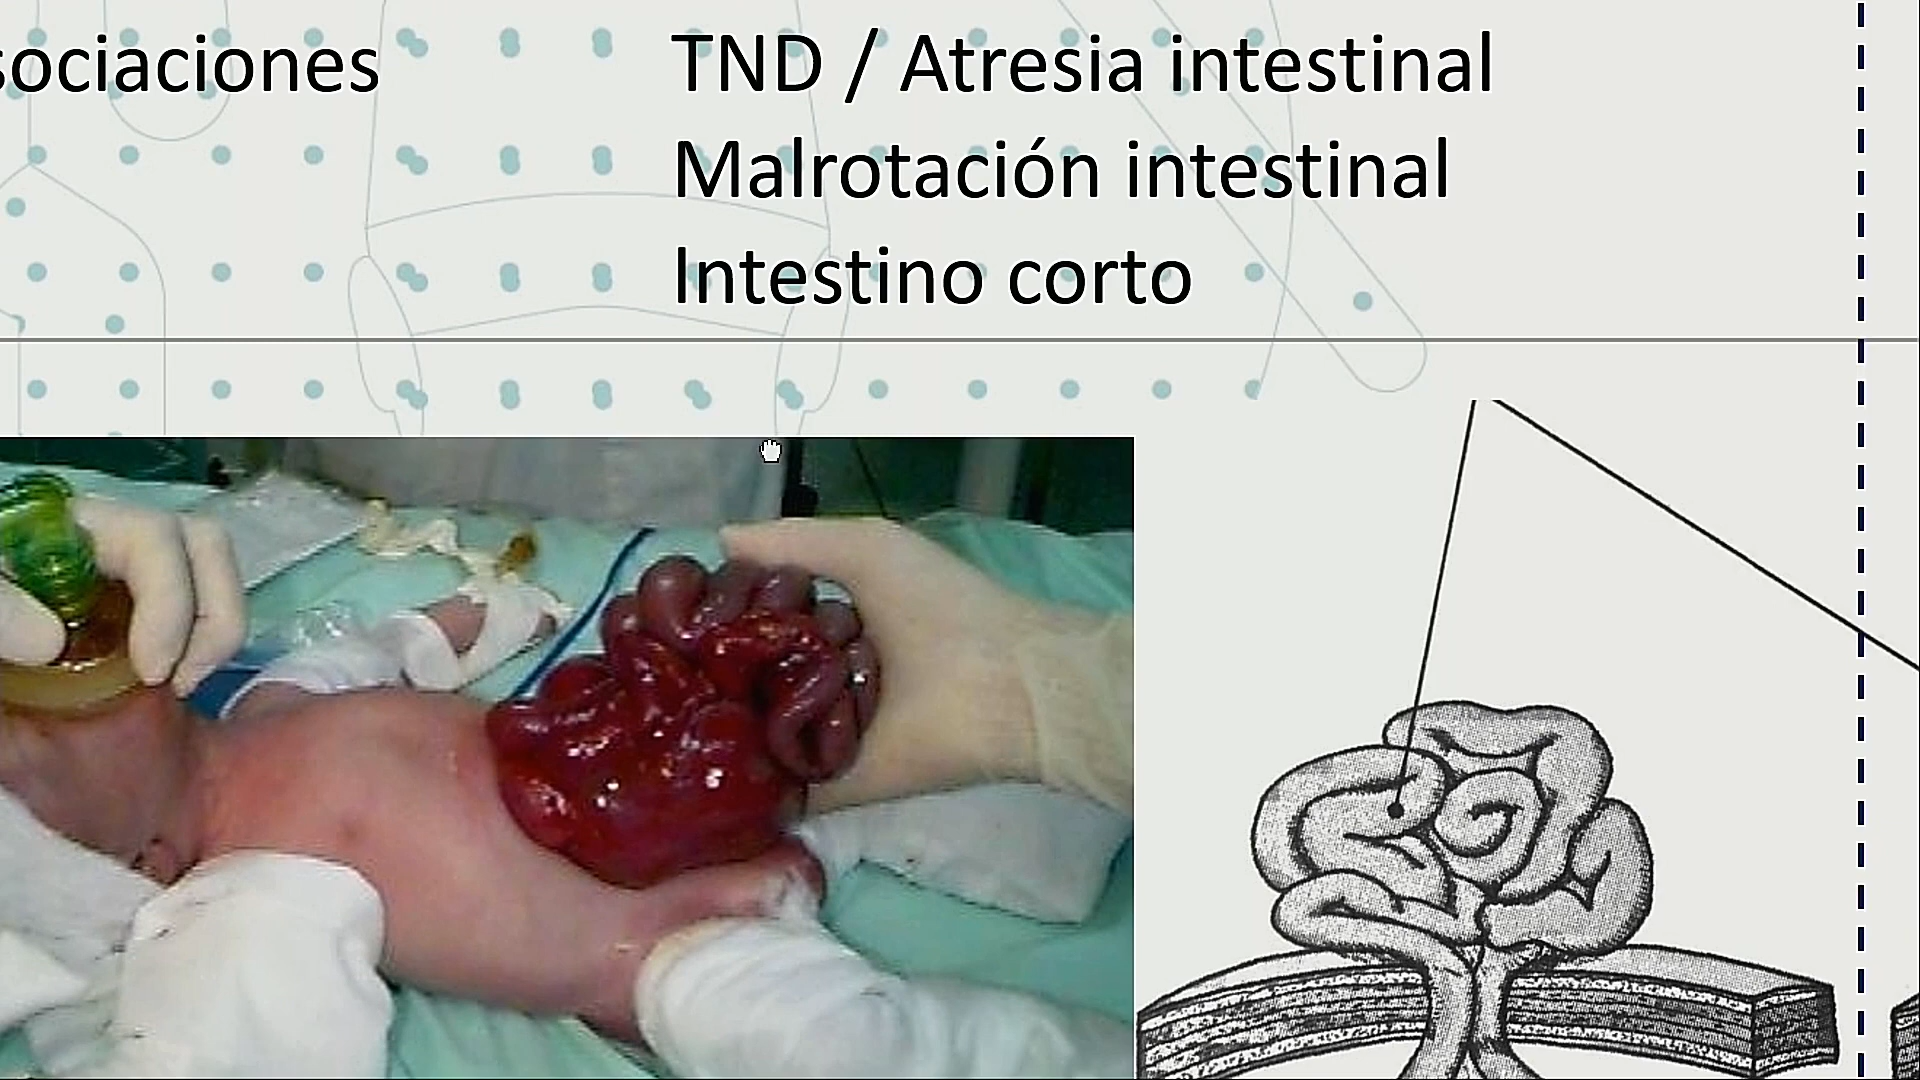 sociaciones
TND / Atresia intestinal
Malrotación intestinal
Intestino corto